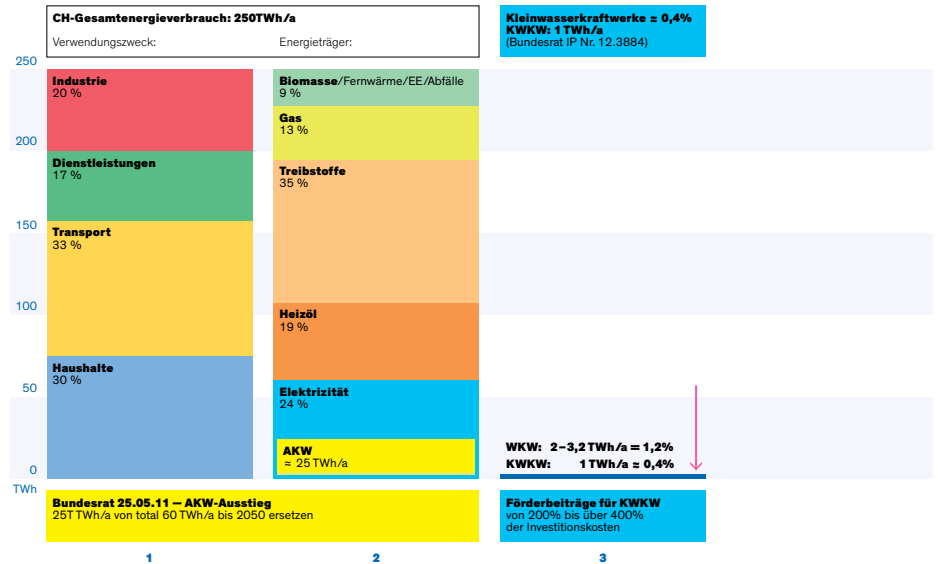 CH-Gesamtenergieverbrauch: 250TWh/a
Verwendungszweck:
Energieträger:
Kleinwasserkraftwerke ≈ 0,4%
KWKW: 1 TWh/a
(Bundesrat IP Nr. 12.3884)
250
200
150
100
50
0
TWh
Industrie
20 %
Dienstleistungen
17 %
Transport
33 %
Haushalte
30 %
Biomasse/Fernwärme/EE/Abfälle
9 %
Gas
13 %
Treibstoffe
35 %
Heizöl
19 %
Elektrizität
24 %
AKW
≈ 25 TWh/a
WKW: 2–3,2 TWh/a = 1,2%
KWKW: 1 TWh/a ≈ 0,4%
Bundesrat 25.05.11 — AKW-Ausstieg
25T TWh/a von total 60 TWh/a bis 2050 ersetzen
Förderbeiträge für KWKW
von 200% bis über 400%
der Investitionskosten
1
2
3